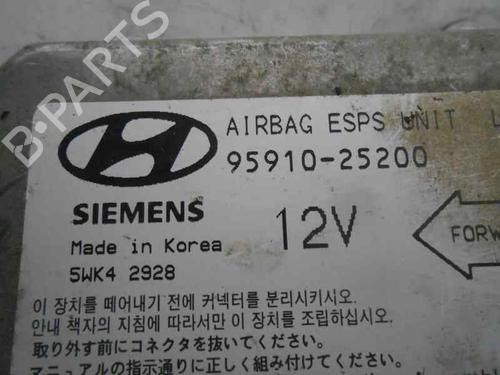 AIRBAG ESPS UNIT
95910-25200
SIEMENS
12V
FORW
Made in Korea
5WK4 2928
이 장치를 떼어내기 전에 커넥터를 분리시키시오.
안내 책자의 지침에 따라서만 이 장치를 조립하십시오.
取り外す前にコネクタを抜いてください。
マニュアルの指示通りに正しく組み付けてください。
B-PARTS